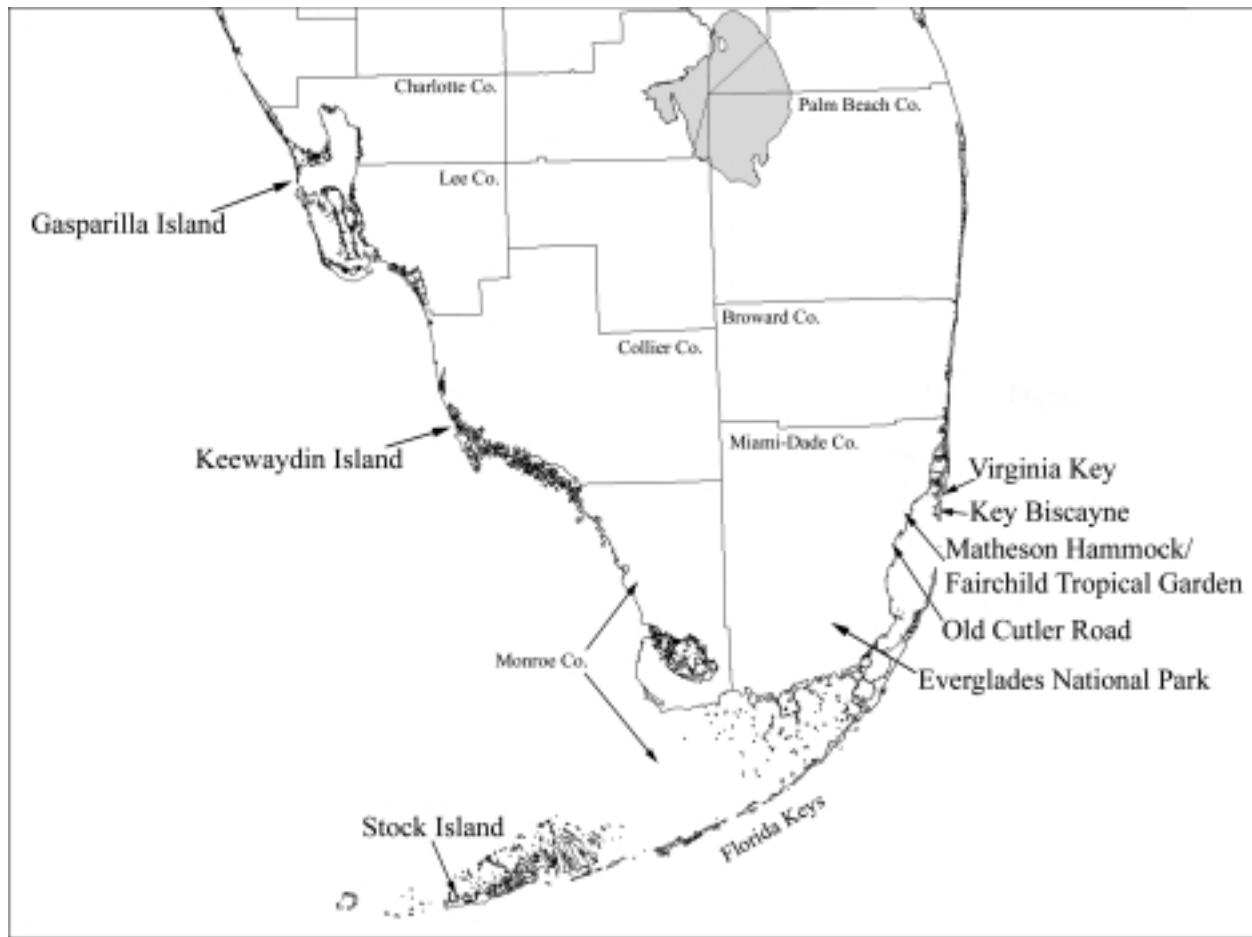 Charlotte Co.
Palm Beach Co.
Lee Co.
Gasparilla Island
Broward Co.
Collier Co.
Miami-Dade Co.
Keewaydin Island
Virginia Key
Key Biscayne
Matheson Hammock/
Fairchild Tropical Garden
Old Cutler Road
Monroe Co.
Everglades National Park
Florida Keys
Stock Island